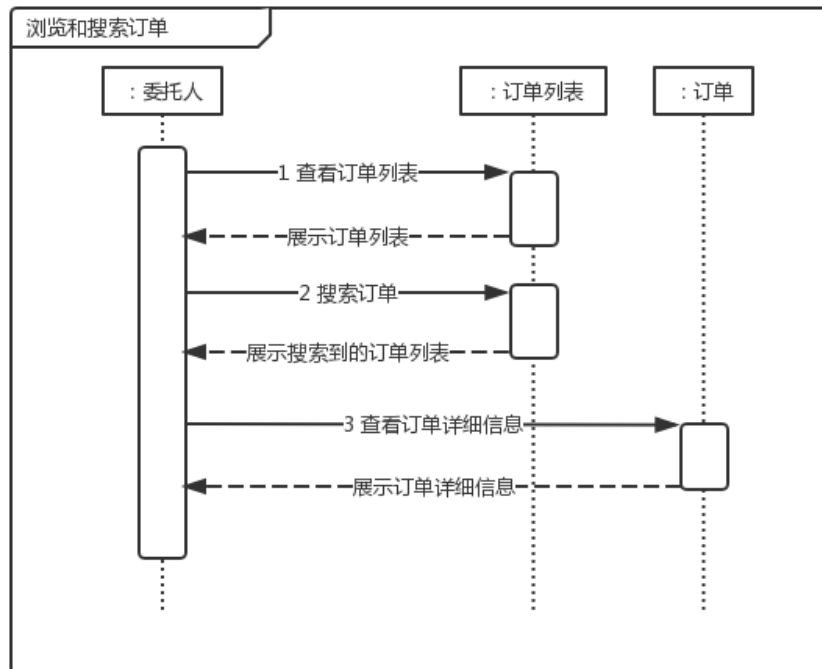 浏览和搜索订单
：委托人
：订单列表
：订单
1 查看订单列表
展示订单列表
2 搜索订单
展示搜索到的订单列表
3 查看订单详细信息
展示订单详细信息